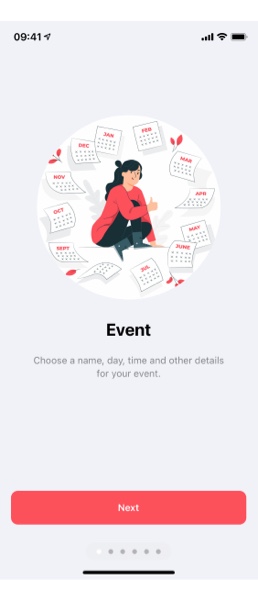 09:41
JAN
FEB
DEC
MAR
NOV
APR
OCT
MAY
SEPT
JUNE
JUL
Event
Choose a name, day, time and other details
for your event.
Next